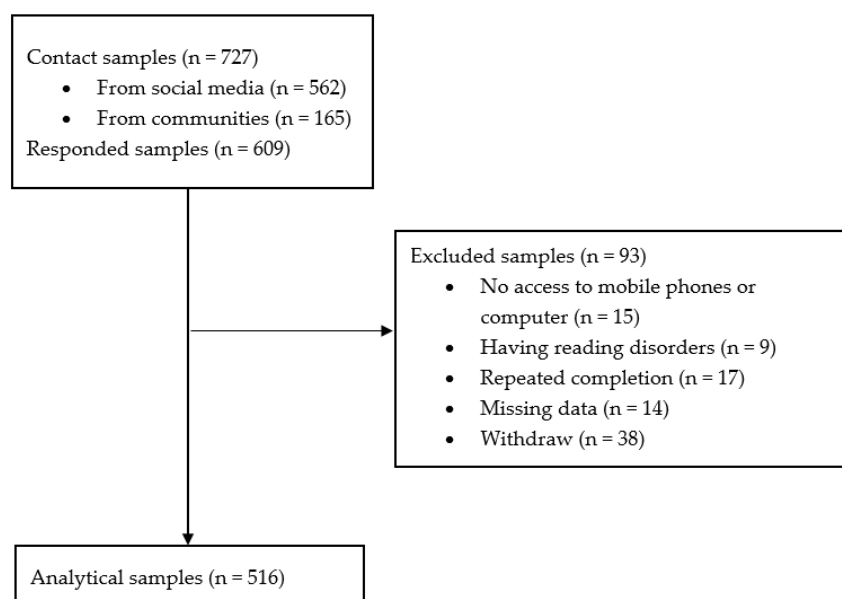 Contact samples (n = 727)
• From social media (n = 562)
• From communities (n = 165)
Responded samples (n = 609)
Excluded samples (n = 93)
• No access to mobile phones or
computer (n = 15)
• Having reading disorders (n = 9)
• Repeated completion (n = 17)
• Missing data (n = 14)
• Withdraw (n = 38)
Analytical samples (n = 516)